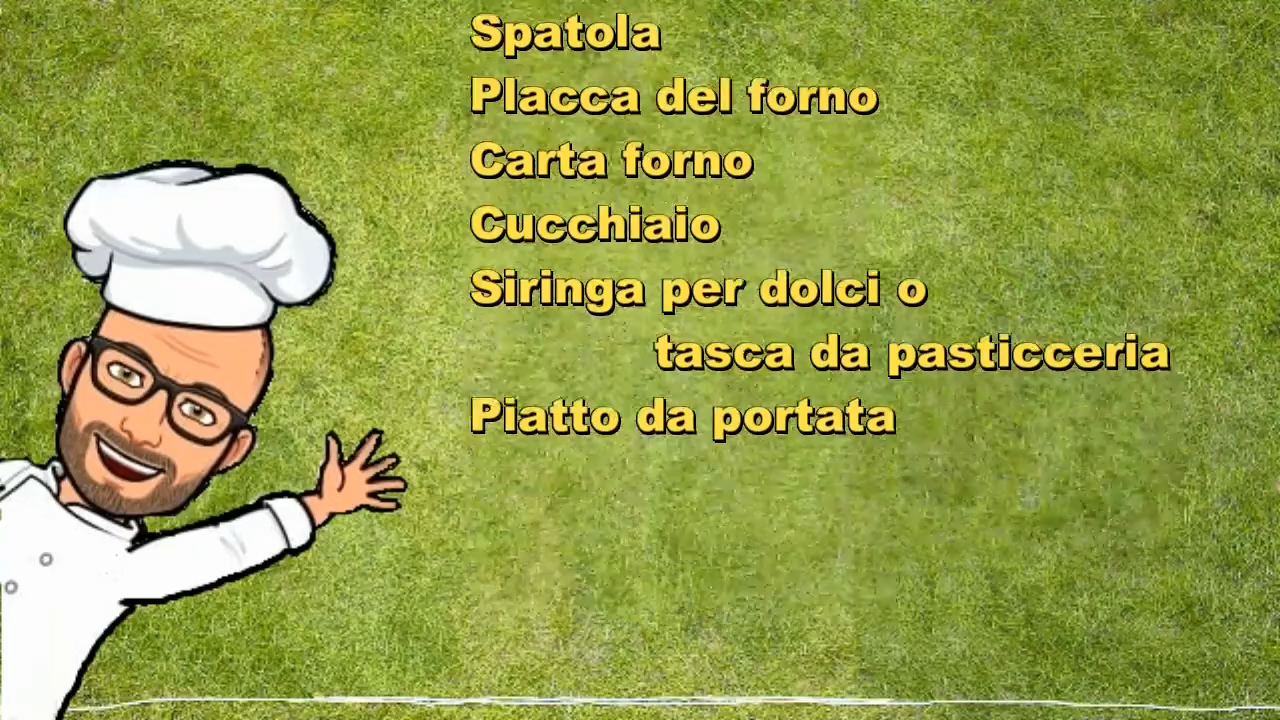 Spatola
Placca del forno
Carta forno
Cucchiaio
Siringa per dolci o
tasca da pasticceria
Piatto da portata